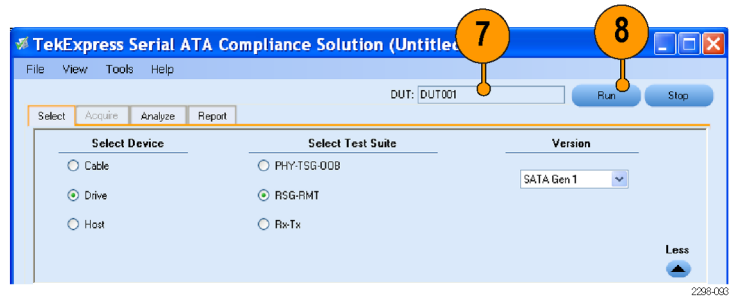 7 8
TekExpress Serial ATA Compliance Solution (Untitle
File View Tools Help
DUT: DUT001 Run Stop
Select Acquire Analyze Report
Select Device Select Test Suite Version
Cable PHY-TSG-OOB
SATA Gen 1
Drive RSG-RMT
Host Rx-Tx
Less
2298-093